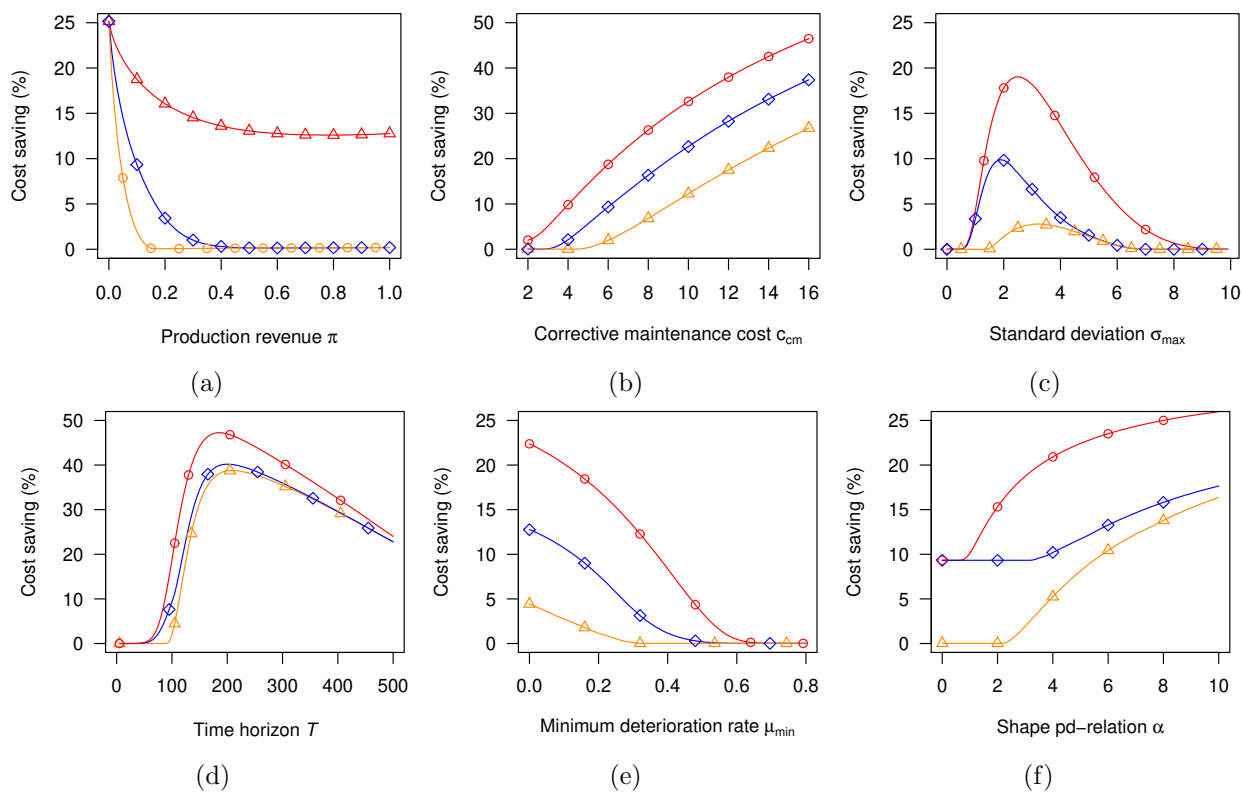 0 5 10 15 20 25
Cost saving (%)
0.0 0.2 0.4 0.6 0.8 1.0
Production revenue π
(a)
0 10 20 30 40 50
Cost saving (%)
2 4 6 8 10 12 14 16
Corrective maintenance cost c_cm
(b)
0 5 10 15 20 25
Cost saving (%)
0 2 4 6 8 10
Standard deviation σ_max
(c)
0 10 20 30 40 50
Cost saving (%)
0 100 200 300 400 500
Time horizon T
(d)
0 5 10 15 20 25
Cost saving (%)
0.0 0.2 0.4 0.6 0.8
Minimum deterioration rate μ_min
(e)
0 5 10 15 20 25
Cost saving (%)
0 2 4 6 8 10
Shape pd−relation α
(f)